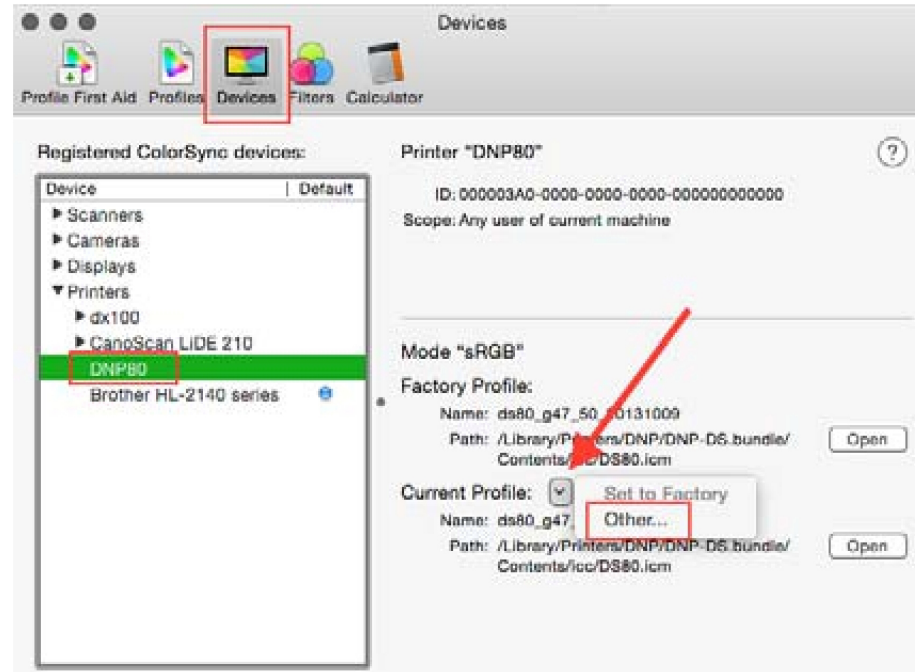 Devices
Profile First Aid Profiles Devices Filters Calculator
Registered ColorSync devices:
Device Default
Scanners
Cameras
Displays
Printers
dx100
CanoScan LiDE 210
DNP80
Brother HL-2140 series
Printer "DNP80"
?
ID: 000003A0-0000-0000-0000-000000000000
Scope: Any user of current machine
Mode "sRGB"
Factory Profile:
Name: ds80_g47_50_20131009
Path: /Library/Printers/DNP/DNP-DS.bundle/
Contents/icc/DS80.icm
Open
Current Profile:
Set to Factory
Other...
Name: ds80_g47
Path: /Library/Printers/DNP/DNP-DS.bundle/
Contents/icc/DS80.icm
Open